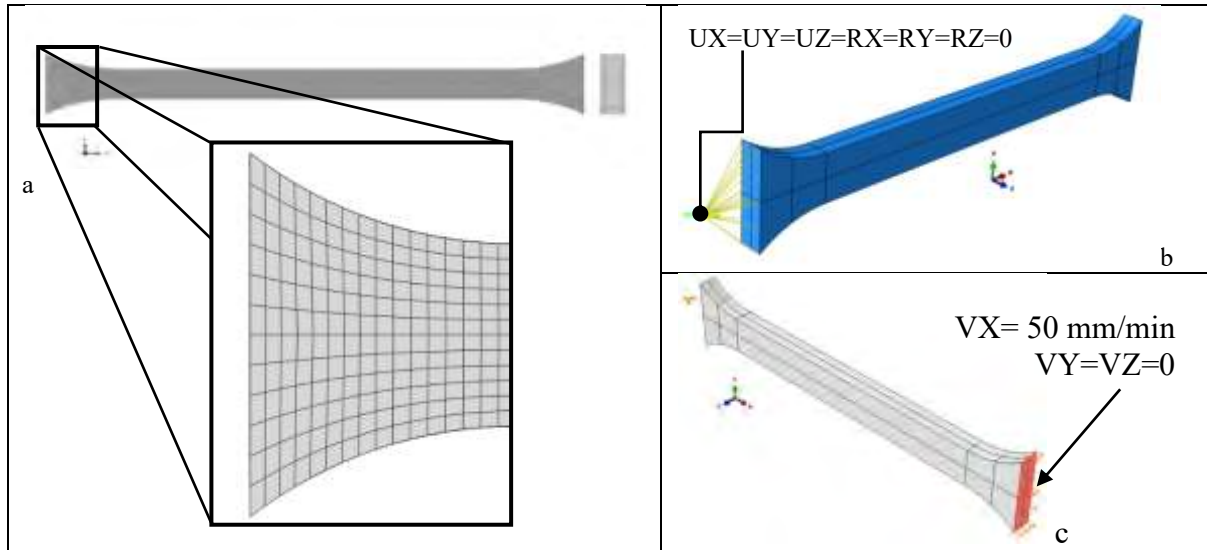 a
UX=UY=UZ=RX=RY=RZ=0
b
VX= 50 mm/min
VY=VZ=0
c